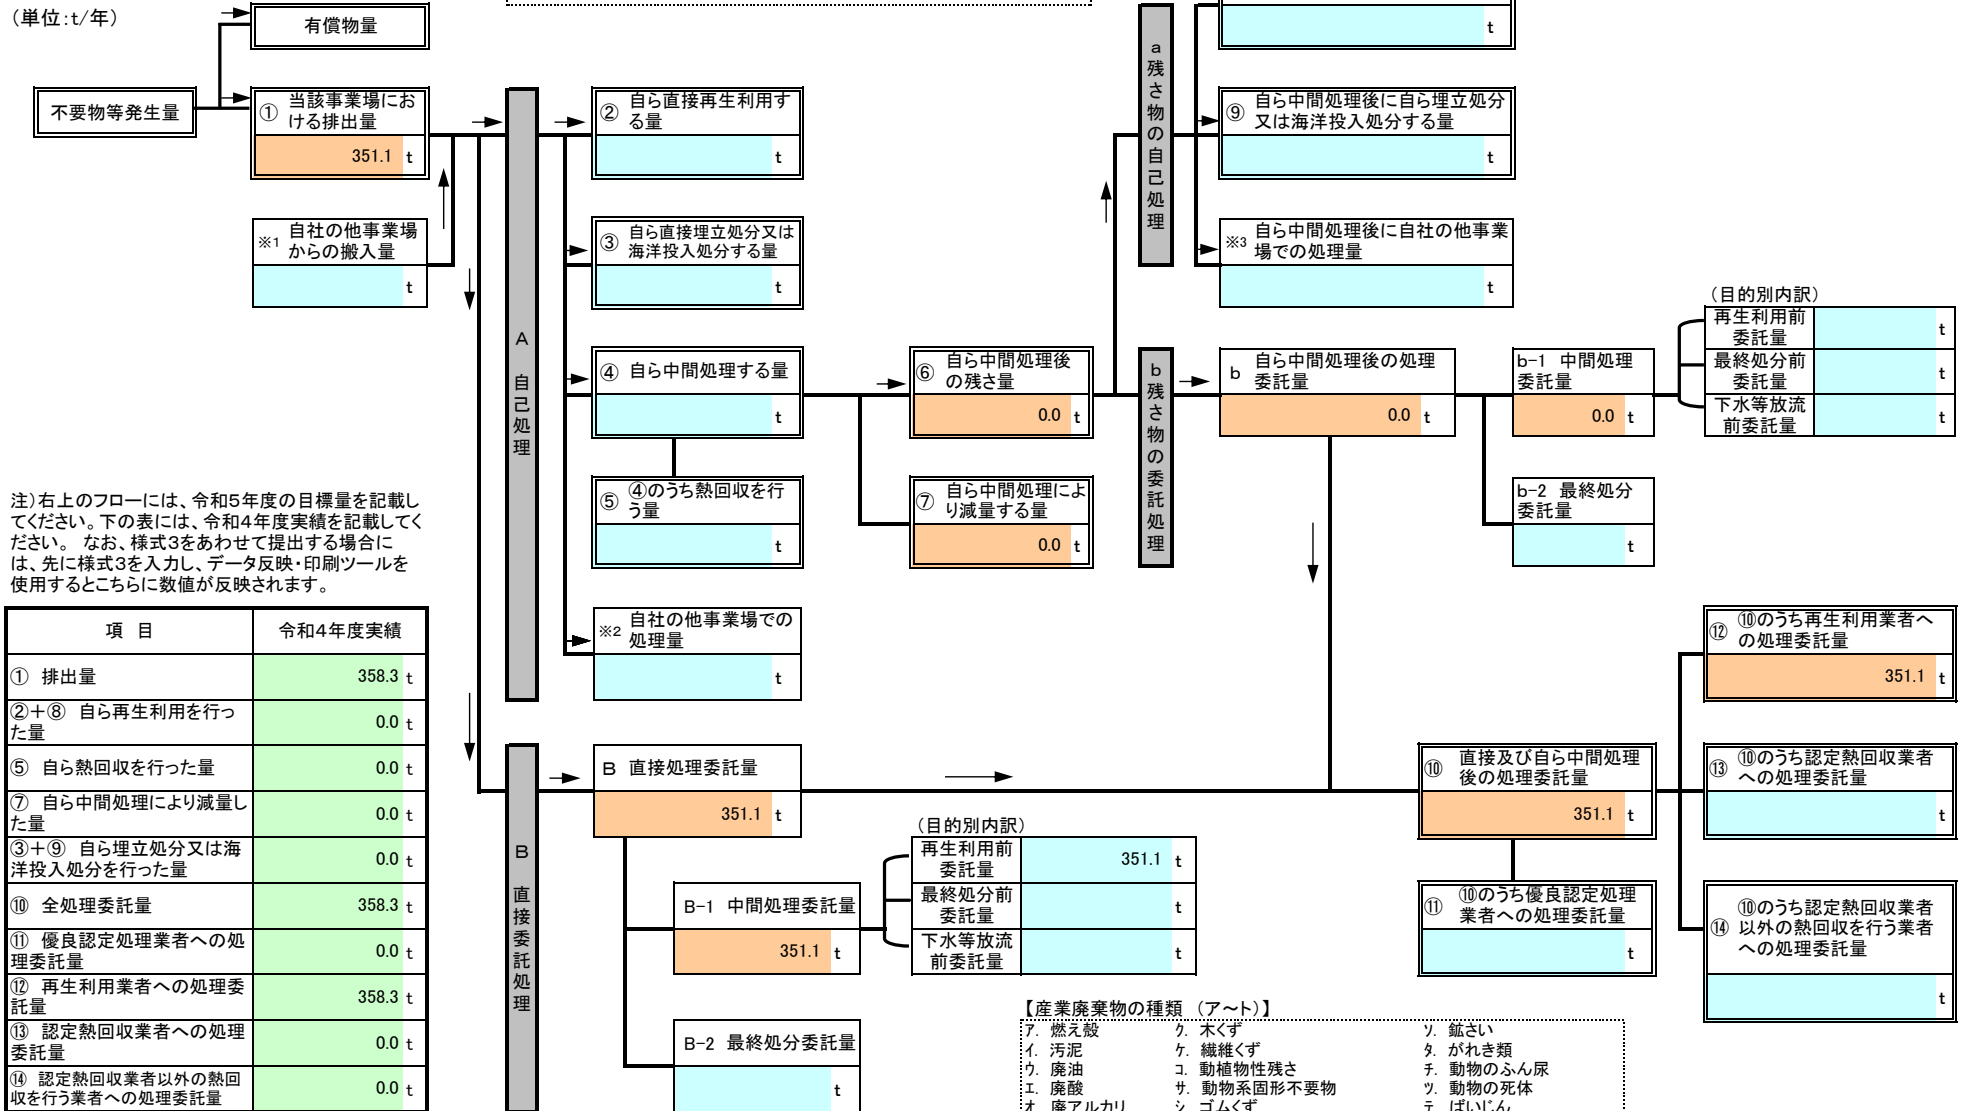 （単位:t/年）
有償物量
不要物等発生量
① 当該事業場にお
ける排出量
351.1 t
※1 自社の他事業場
からの搬入量
t
A 自己処理
② 自ら直接再生利用す
る量
t
③ 自ら直接埋立処分又は
海洋投入処分する量
t
④ 自ら中間処理する量
t
⑤ ④のうち熱回収を行
う量
t
※2 自社の他事業場での
処理量
t
⑥ 自ら中間処理後
の残さ量
0.0 t
⑦ 自ら中間処理によ
り減量する量
0.0 t
a 残さ物の自己処理
t
⑨ 自ら中間処理後に自ら埋立処分
又は海洋投入処分する量
t
※3 自ら中間処理後に自社の他事業
場での処理量
t
b 残さ物の委託処理
b 自ら中間処理後の処理
委託量
0.0 t
b-1 中間処理
委託量
0.0 t
（目的別内訳）
再生利用前
委託量
t
最終処分前
委託量
t
下水等放流
前委託量
t
b-2 最終処分
委託量
t
注）右上のフローには、令和５年度の目標量を記載し
てください。下の表には、令和４年度実績を記載してく
ださい。 なお、様式３をあわせて提出する場合に
は、先に様式３を入力し、データ反映・印刷ツールを
使用するとこちらに数値が反映されます。
項 目 令和４年度実績
① 排出量 358.3 t
②＋⑧ 自ら再生利用を行っ
た量 0.0 t
⑤ 自ら熱回収を行った量 0.0 t
⑦ 自ら中間処理により減量し
た量 0.0 t
③＋⑨ 自ら埋立処分又は海
洋投入処分を行った量 0.0 t
⑩ 全処理委託量 358.3 t
⑪ 優良認定処理業者への処
理委託量 0.0 t
⑫ 再生利用業者への処理委
託量 358.3 t
⑬ 認定熱回収業者への処理
委託量 0.0 t
⑭ 認定熱回収業者以外の熱回
収を行う業者への処理委託量 0.0 t
B 直接委託処理
B 直接処理委託量
351.1 t
B-1 中間処理委託量
351.1 t
（目的別内訳）
再生利用前
委託量
351.1 t
最終処分前
委託量
t
下水等放流
前委託量
t
B-2 最終処分委託量
t
⑩ 直接及び自ら中間処理
後の処理委託量
351.1 t
⑪ ⑩のうち優良認定処理
業者への処理委託量
t
⑫ ⑩のうち再生利用業者へ
の処理委託量
351.1 t
⑬ ⑩のうち認定熱回収業者
への処理委託量
t
⑭ ⑩のうち認定熱回収業者
以外の熱回収を行う業者
への処理委託量
t
【産業廃棄物の種類 （ア～ト）】
ｱ. 燃え殻 ｸ. 木くず ｿ. 鉱さい
ｲ. 汚泥 ｹ. 繊維くず ﾀ. がれき類
ｳ. 廃油 ｺ. 動植物性残さ ﾁ. 動物のふん尿
ｴ. 廃酸 ｻ. 動物系固形不要物 ﾂ. 動物の死体
ｵ. 廃アルカリ ｼ. ゴムくず ﾃ. ばいじん